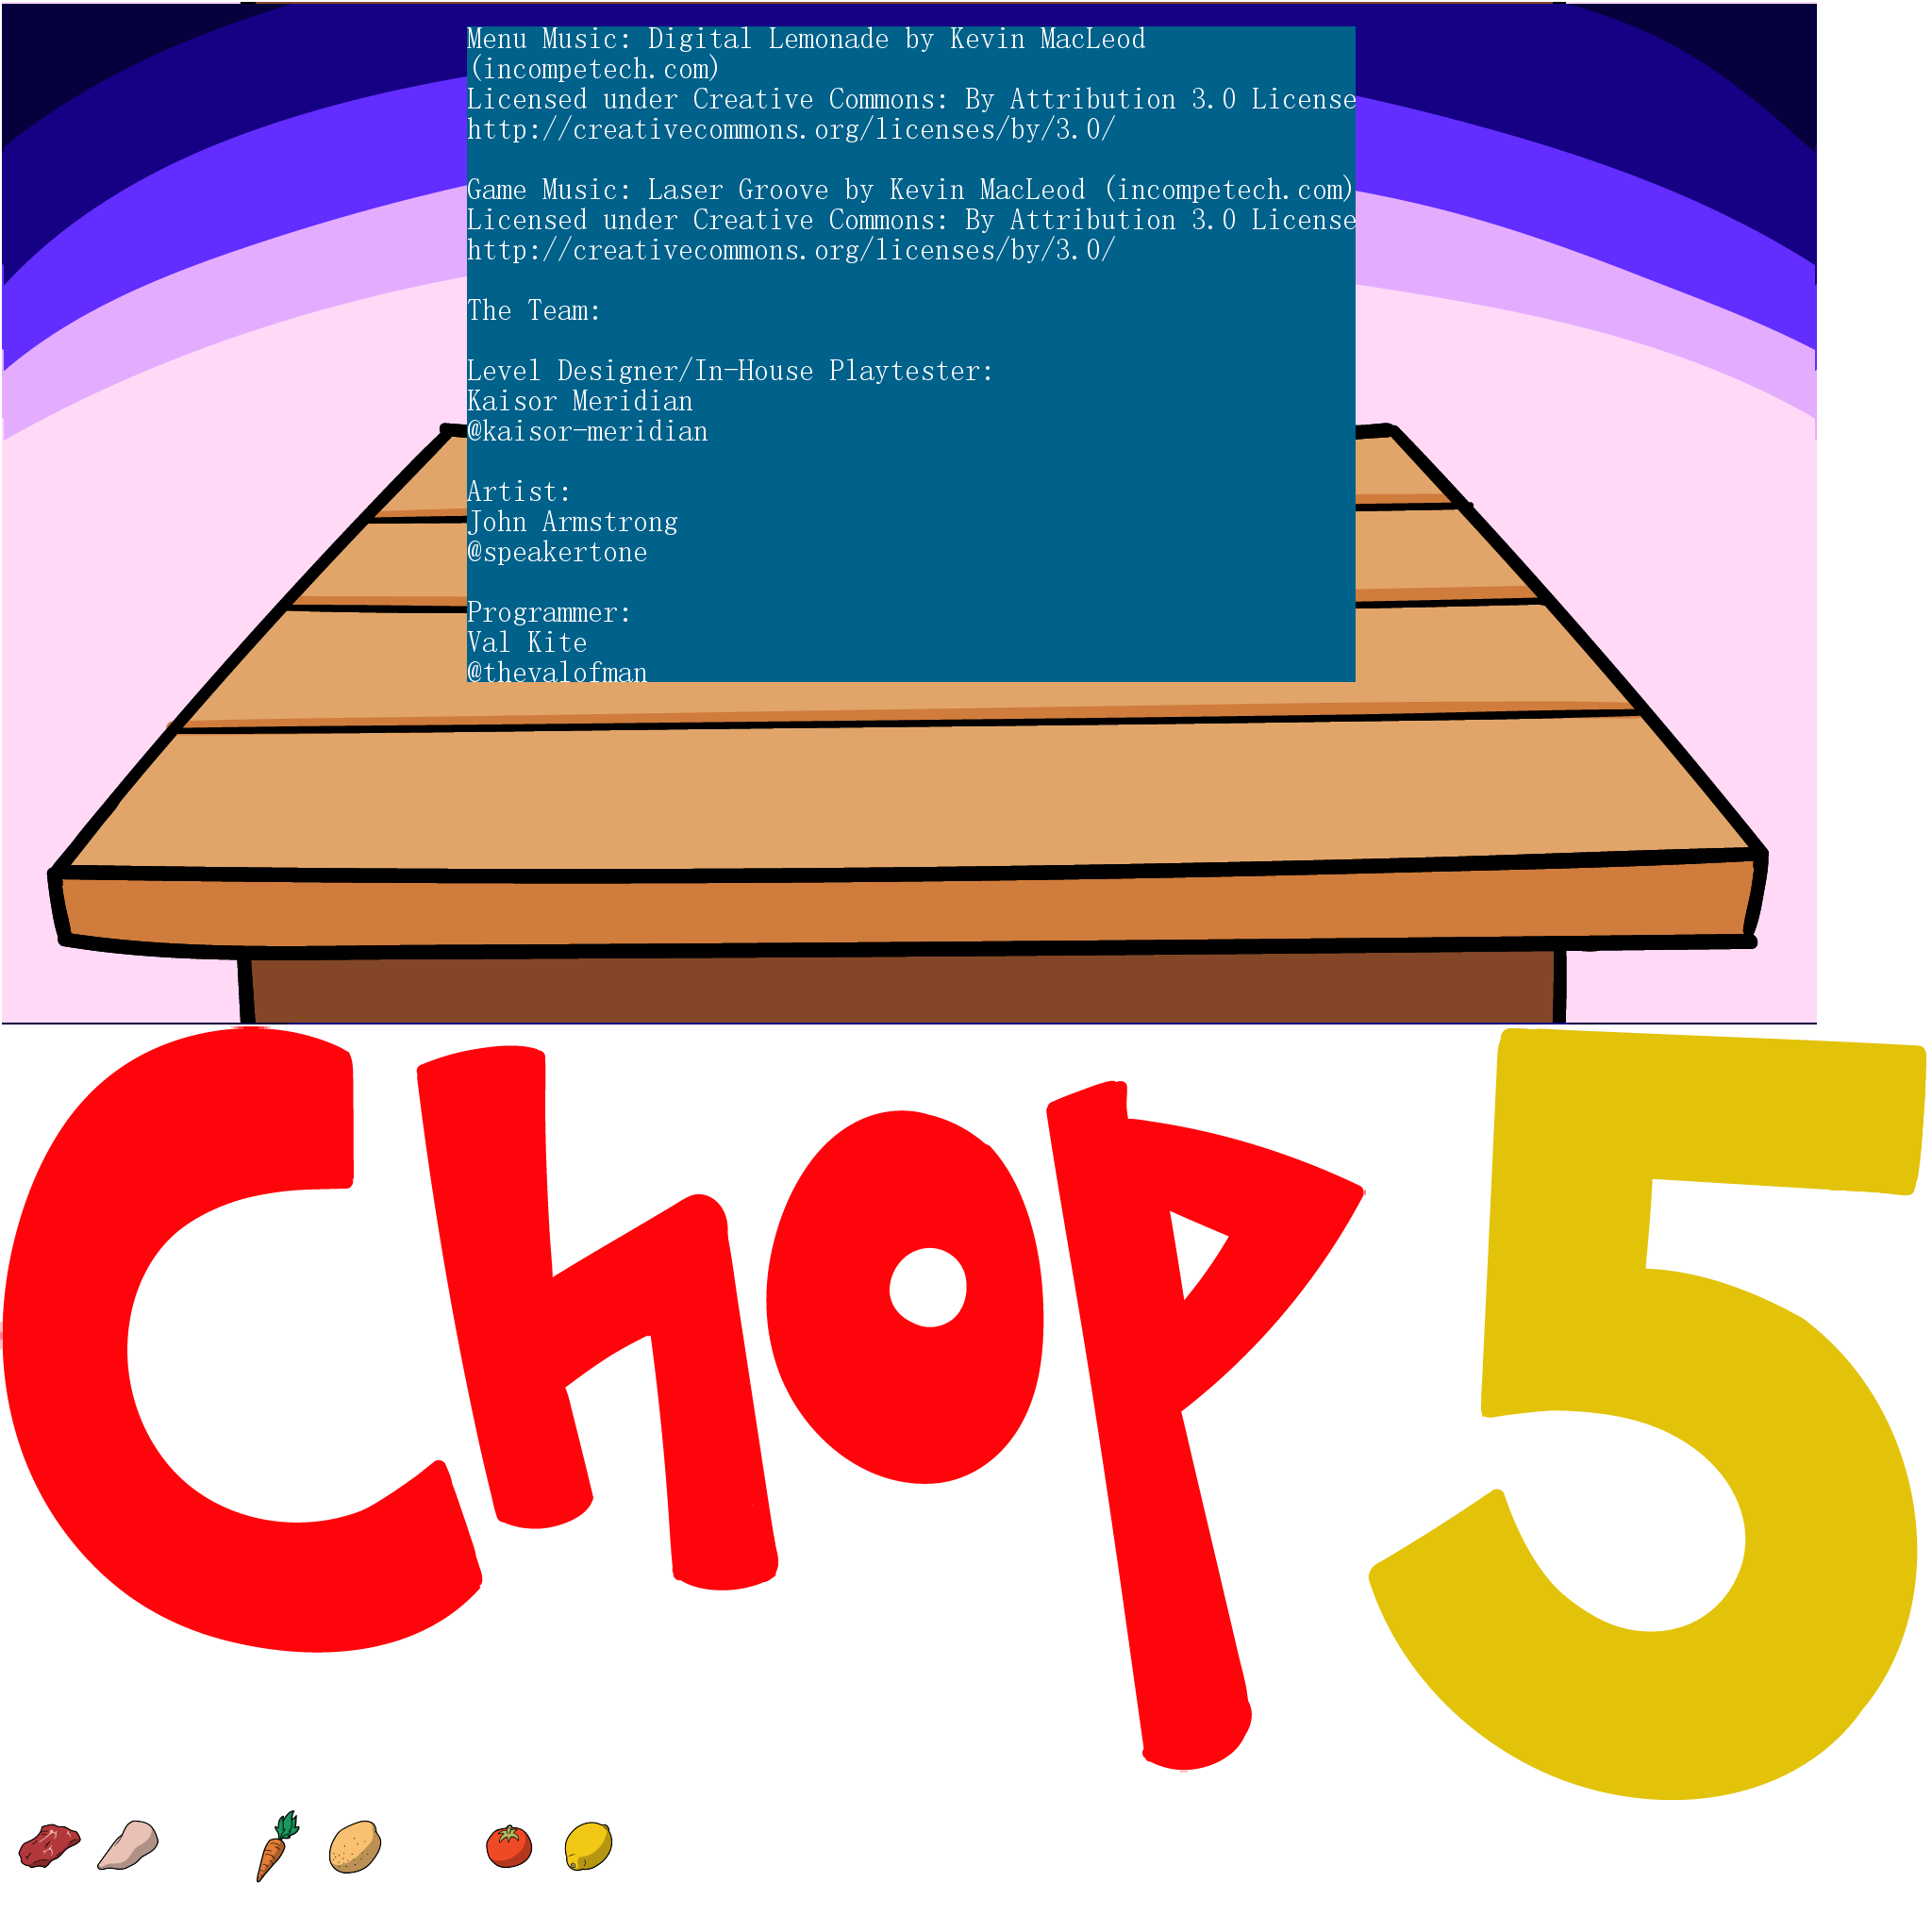 Menu Music: Digital Lemonade by Kevin MacLeod
(incompetech.com)
Licensed under Creative Commons: By Attribution 3.0 License
http://creativecommons.org/licenses/by/3.0/
Game Music: Laser Groove by Kevin MacLeod (incompetech.com)
Licensed under Creative Commons: By Attribution 3.0 License
http://creativecommons.org/licenses/by/3.0/
The Team:
Level Designer/In-House Playtester:
Kaisor Meridian
@kaisor-meridian
Artist:
John Armstrong
@speakertone
Programmer:
Val Kite
@thevalofman
Chop 5